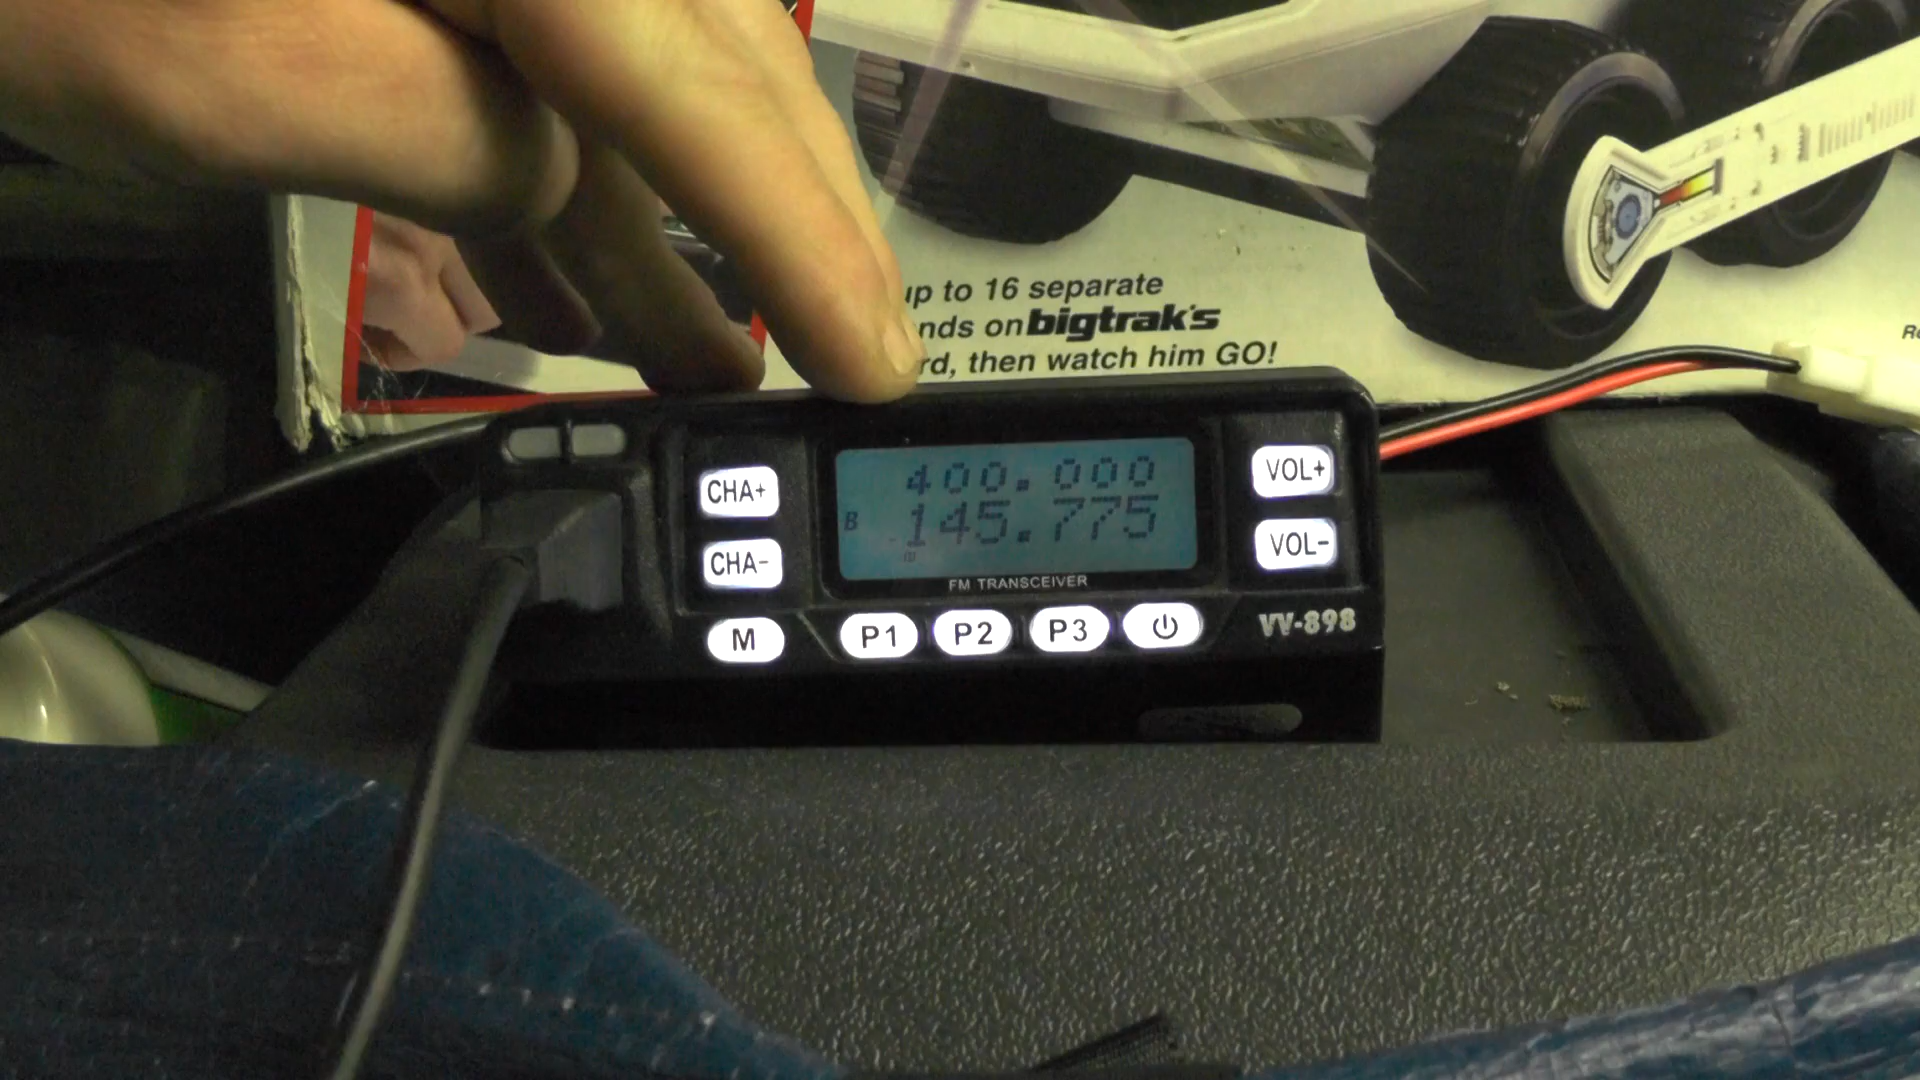 up to 16 separate
nds on bigtrak's
rd, then watch him GO!
CHA+
400.000
VOL+
B 145.775
CHA-
VOL-
FM TRANSCEIVER
M
P1
P2
P3
VV-898